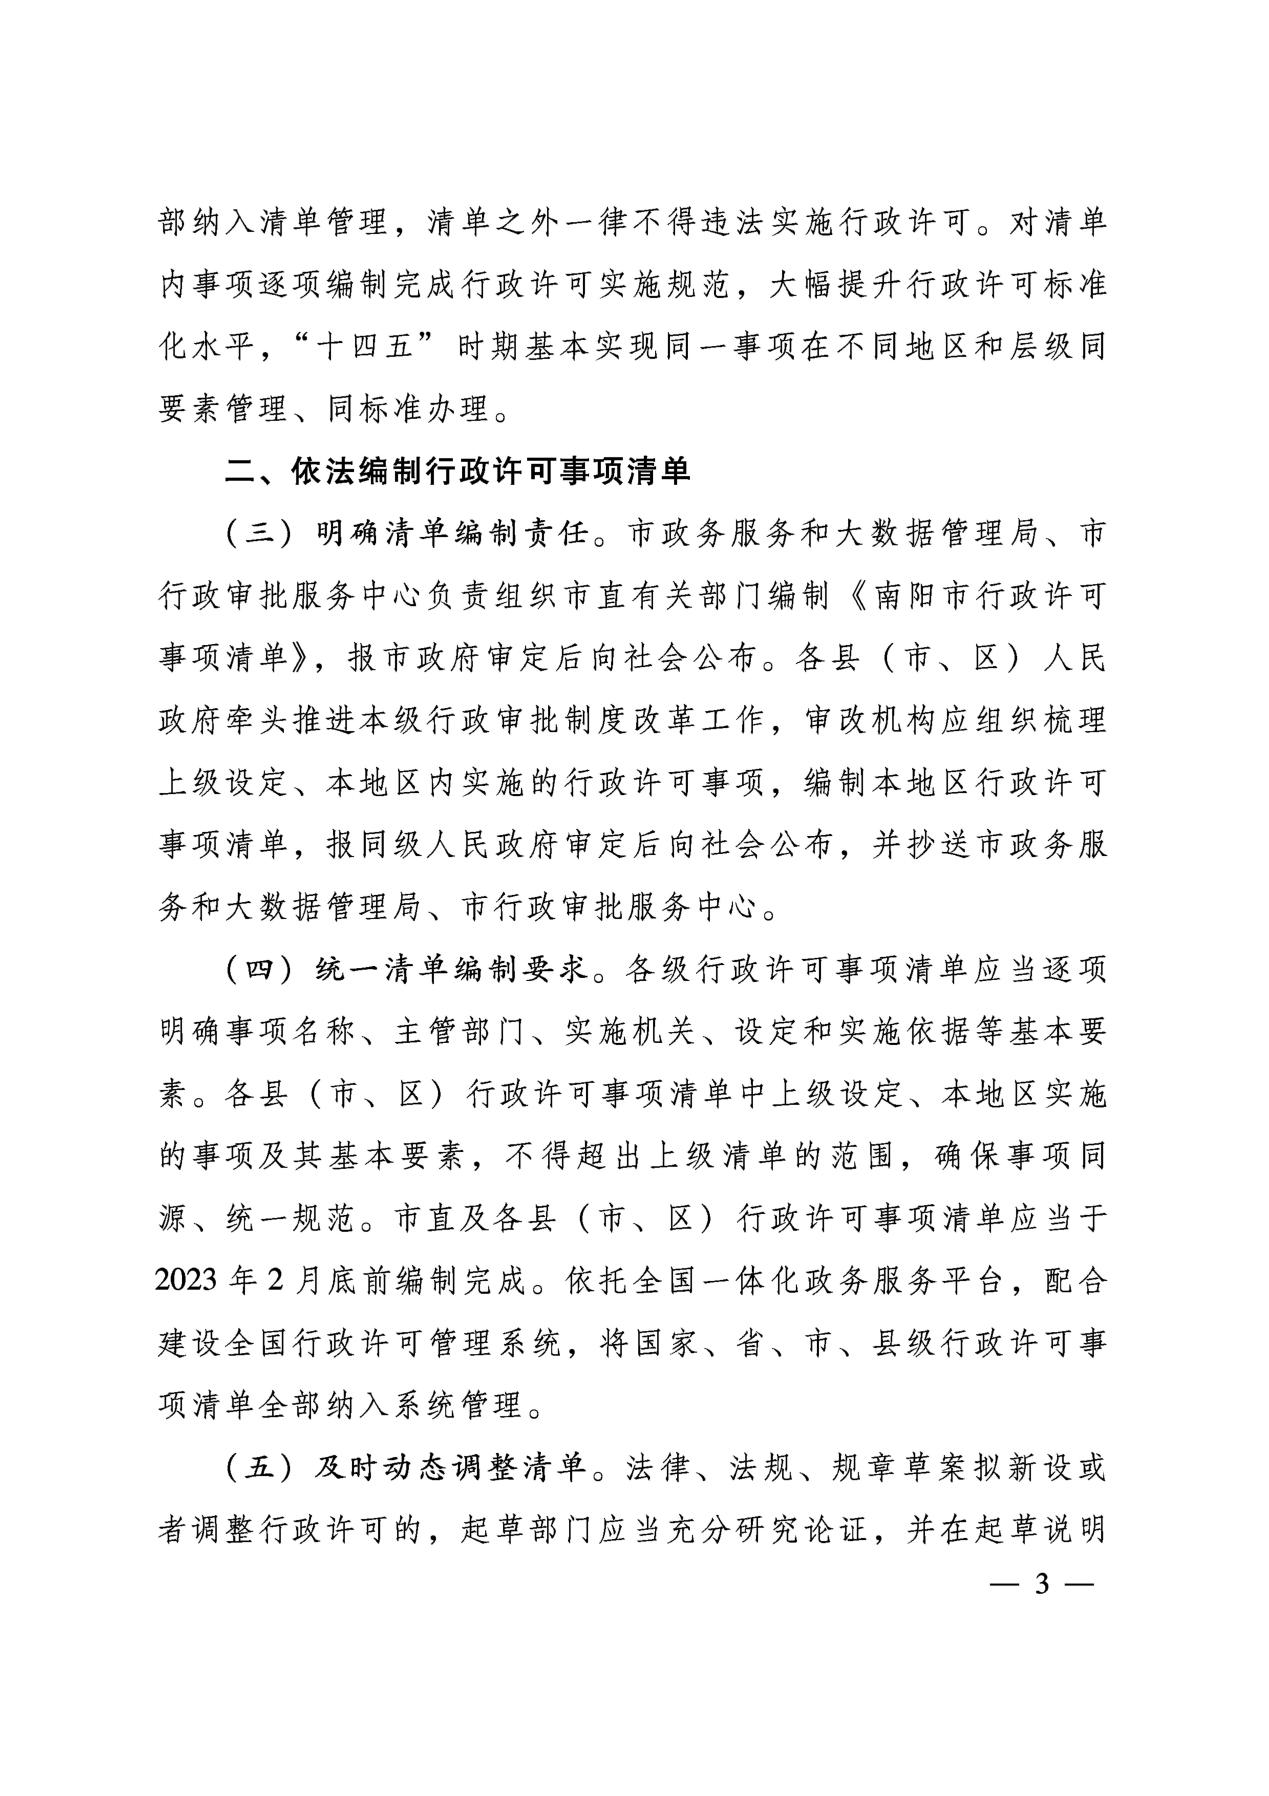 部纳入清单管理，清单之外一律不得违法实施行政许可。对清单
内事项逐项编制完成行政许可实施规范，大幅提升行政许可标准
化水平，“十四五”时期基本实现同一事项在不同地区和层级同
要素管理、同标准办理。
二、依法编制行政许可事项清单
（三）明确清单编制责任。市政务服务和大数据管理局、市
行政审批服务中心负责组织市直有关部门编制《南阳市行政许可
事项清单》，报市政府审定后向社会公布。各县（市、区）人民
政府牵头推进本级行政审批制度改革工作，审改机构应组织梳理
上级设定、本地区内实施的行政许可事项，编制本地区行政许可
事项清单，报同级人民政府审定后向社会公布，并抄送市政务服
务和大数据管理局、市行政审批服务中心。
（四）统一清单编制要求。各级行政许可事项清单应当逐项
明确事项名称、主管部门、实施机关、设定和实施依据等基本要
素。各县（市、区）行政许可事项清单中上级设定、本地区实施
的事项及其基本要素，不得超出上级清单的范围，确保事项同
源、统一规范。市直及各县（市、区）行政许可事项清单应当于
2023 年 2 月底前编制完成。依托全国一体化政务服务平台，配合
建设全国行政许可管理系统，将国家、省、市、县级行政许可事
项清单全部纳入系统管理。
（五）及时动态调整清单。法律、法规、规章草案拟新设或
者调整行政许可的，起草部门应当充分研究论证，并在起草说明
— 3 —